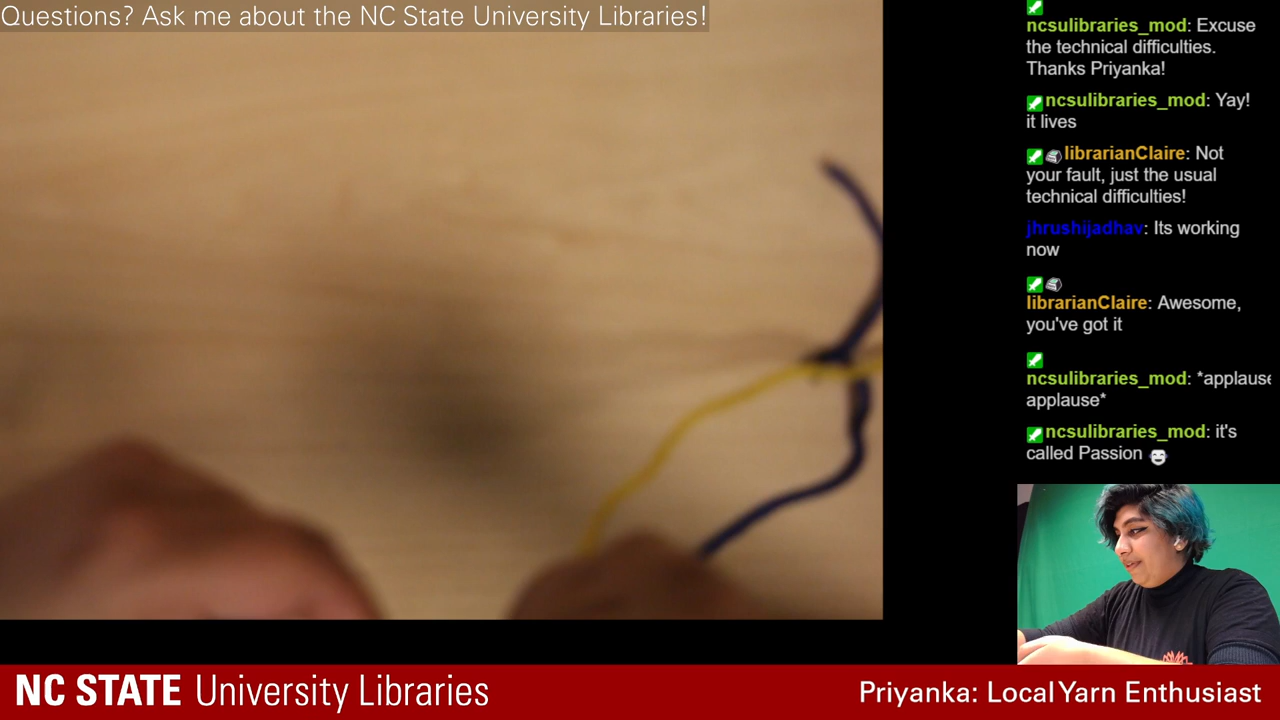 Questions? Ask me about the NC State University Libraries!
ncsulibraries_mod: Excuse
the technical difficulties.
Thanks Priyanka!
ncsulibraries_mod: Yay!
it lives
librarianClaire: Not
your fault, just the usual
technical difficulties!
jhrushijadhav: Its working
now
librarianClaire: Awesome,
you've got it
ncsulibraries_mod: *applause
applause*
ncsulibraries_mod: it's
called Passion
NC STATE University Libraries
Priyanka: Local Yarn Enthusiast